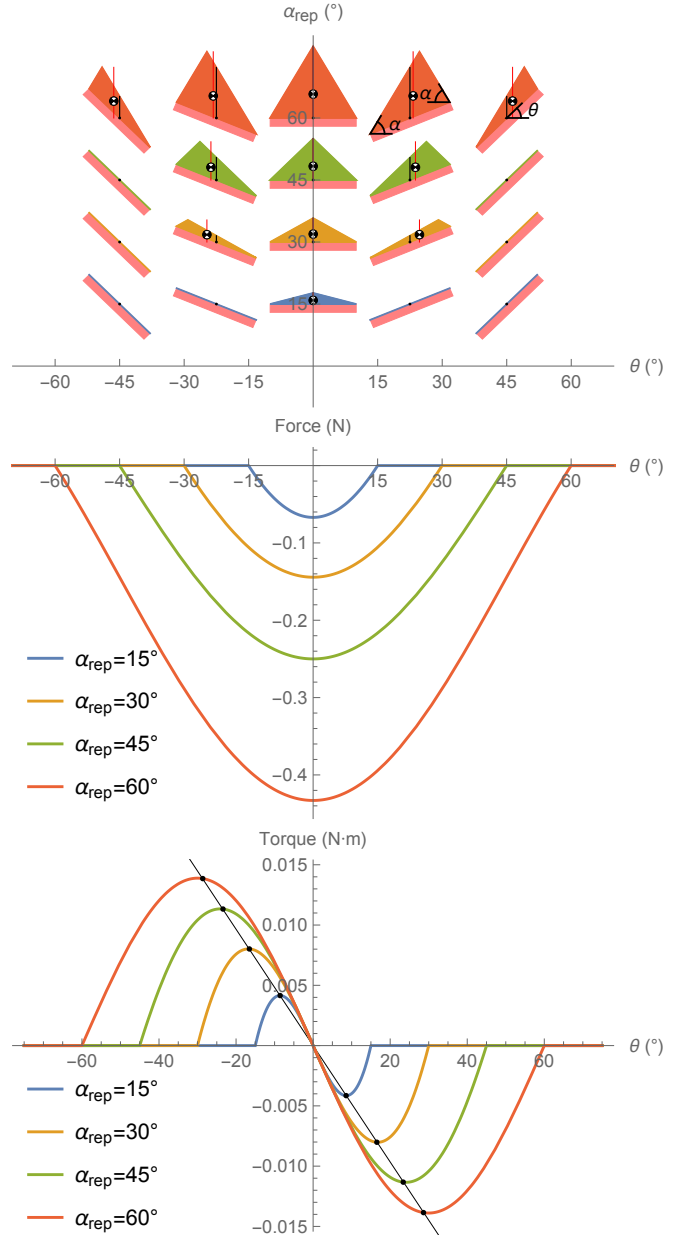 α_rep (°)
α
α
θ
60
45
30
15
−60 −45 −30 −15 15 30 45 60 θ (°)
Force (N)
−60 −45 −30 −15 15 30 45 60 θ (°)
−0.1
−0.2
−0.3
−0.4
α_rep=15°
α_rep=30°
α_rep=45°
α_rep=60°
Torque (N·m)
0.015
0.010
0.005
−60 −40 −20 20 40 60 θ (°)
−0.005
−0.010
−0.015
α_rep=15°
α_rep=30°
α_rep=45°
α_rep=60°